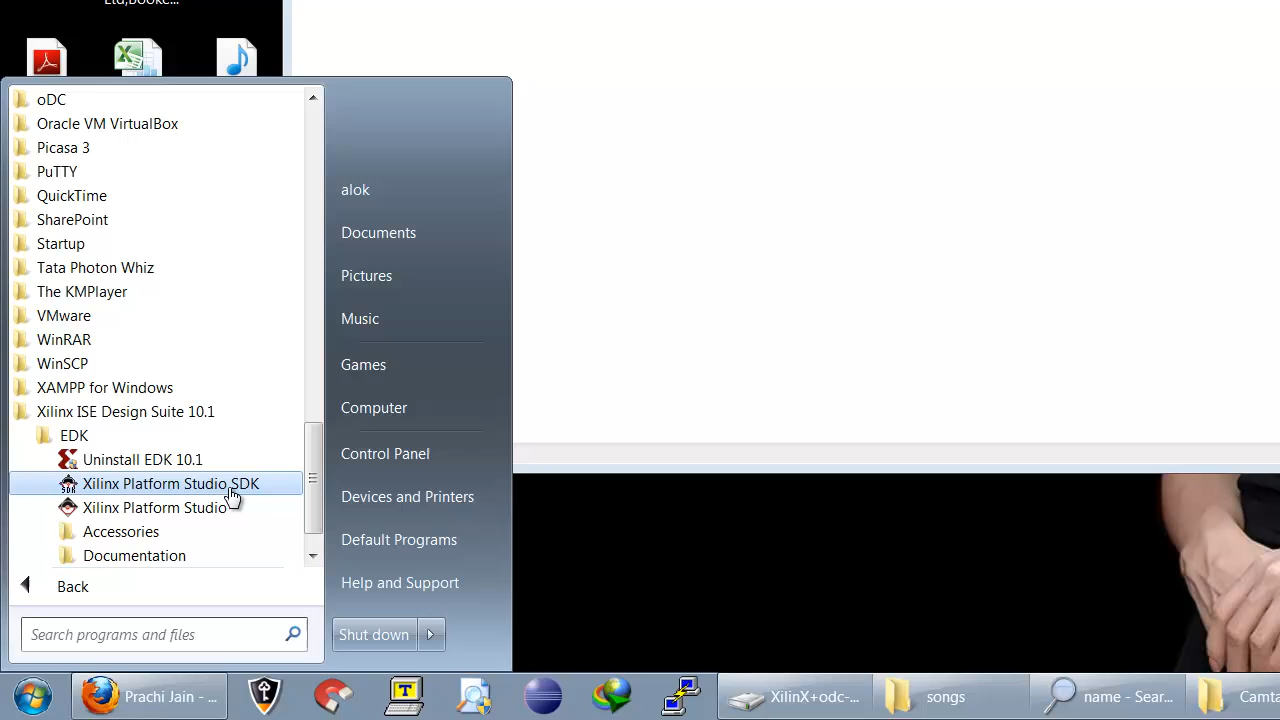 Ltd,Booke...
oDC
Oracle VM VirtualBox
Picasa 3
PuTTY
QuickTime
SharePoint
Startup
Tata Photon Whiz
The KMPlayer
VMware
WinRAR
WinSCP
XAMPP for Windows
Xilinx ISE Design Suite 10.1
EDK
Uninstall EDK 10.1
Xilinx Platform Studio SDK
Xilinx Platform Studio
Accessories
Documentation
Back
Search programs and files
alok
Documents
Pictures
Music
Games
Computer
Control Panel
Devices and Printers
Default Programs
Help and Support
Shut down
Prachi Jain - ...
T
XilinX+odc-...
songs
name - Sear...
Camta